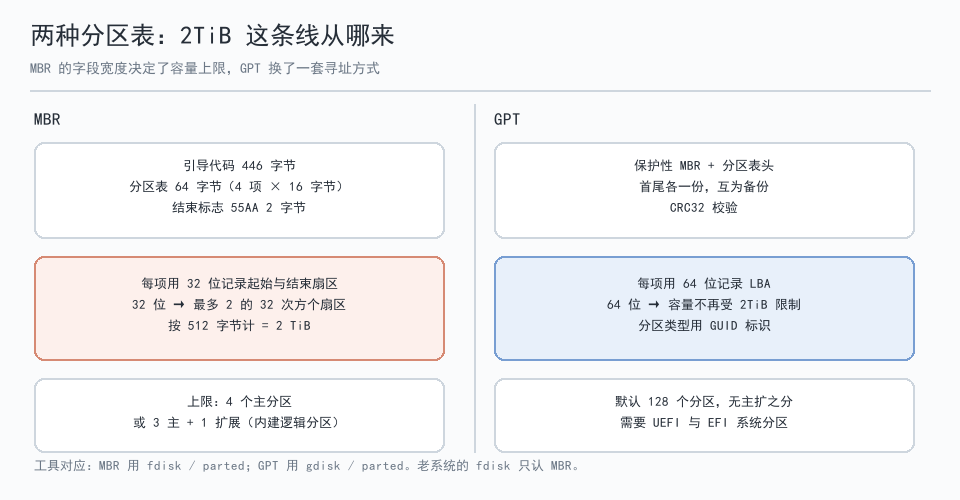 两种分区表：2TiB 这条线从哪来
MBR 的字段宽度决定了容量上限，GPT 换了一套寻址方式
MBR
引导代码 446 字节
分区表 64 字节（4 项 × 16 字节）
结束标志 55AA 2 字节
每项用 32 位记录起始与结束扇区
32 位 → 最多 2 的 32 次方个扇区
按 512 字节计 = 2 TiB
上限：4 个主分区
或 3 主 + 1 扩展（内建逻辑分区）
GPT
保护性 MBR + 分区表头
首尾各一份，互为备份
CRC32 校验
每项用 64 位记录 LBA
64 位 → 容量不再受 2TiB 限制
分区类型用 GUID 标识
默认 128 个分区，无主扩之分
需要 UEFI 与 EFI 系统分区
工具对应：MBR 用 fdisk / parted；GPT 用 gdisk / parted。老系统的 fdisk 只认 MBR。